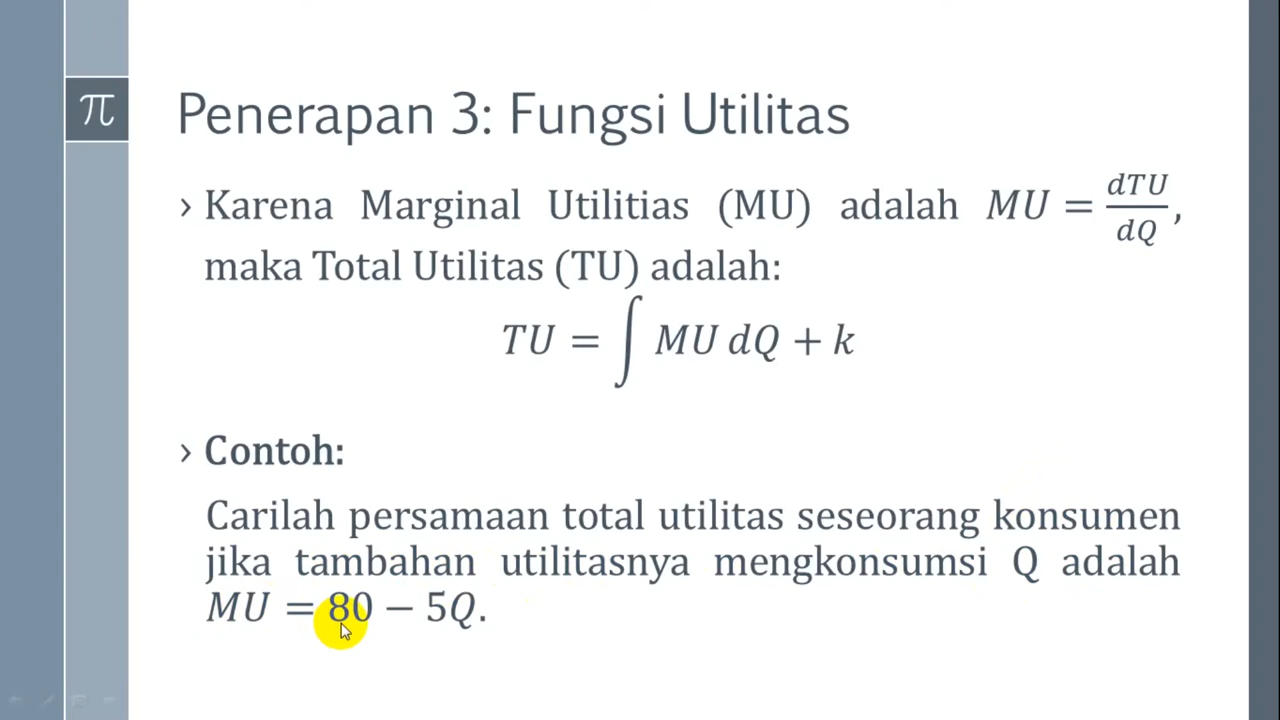 π
Penerapan 3: Fungsi Utilitas
› Karena Marginal Utilitias (MU) adalah MU = dTU/dQ,
maka Total Utilitas (TU) adalah:
TU = ∫ MU dQ + k
› Contoh:
Carilah persamaan total utilitas seseorang konsumen
jika tambahan utilitasnya mengkonsumsi Q adalah
MU = 80 − 5Q.